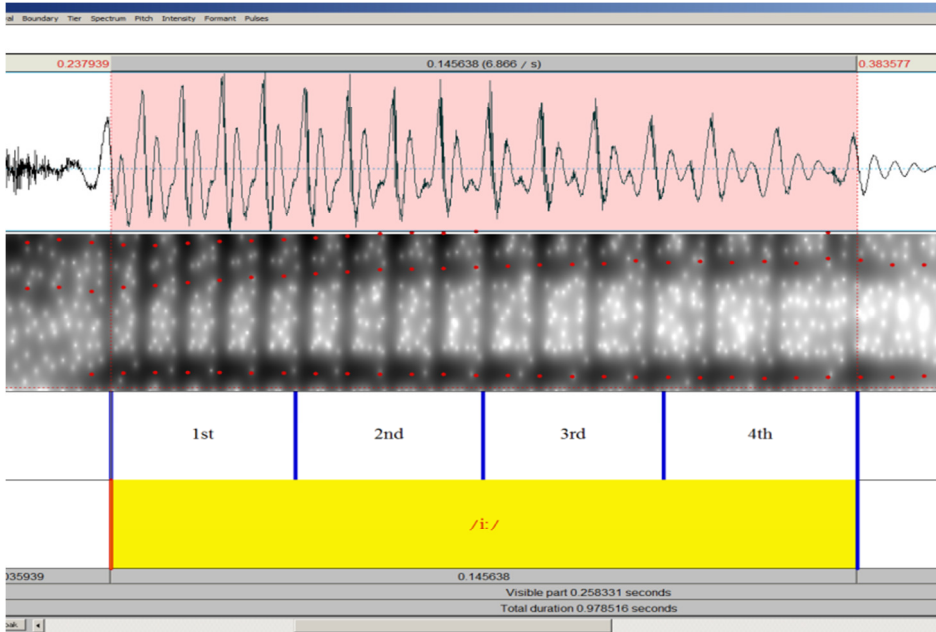 al Boundary Tier Spectrum Pitch Intensity Formant Pulses
0.237939 0.145638 (6.866 / s) 0.383577
1st 2nd 3rd 4th
/i:/
035939 0.145638
Visible part 0.258331 seconds
Total duration 0.978516 seconds